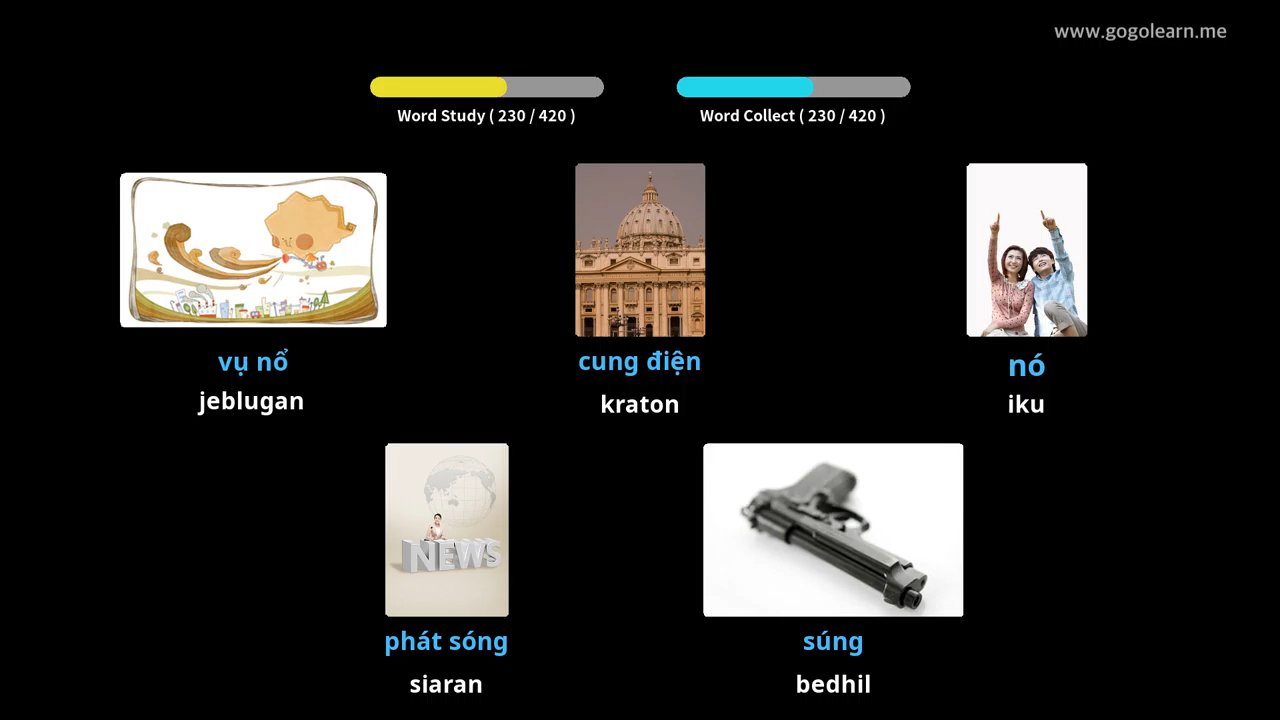 www.gogolearn.me
Word Study ( 230 / 420 )
Word Collect ( 230 / 420 )
vụ nổ
jeblugan
cung điện
kraton
nó
iku
NEWS
phát sóng
siaran
súng
bedhil